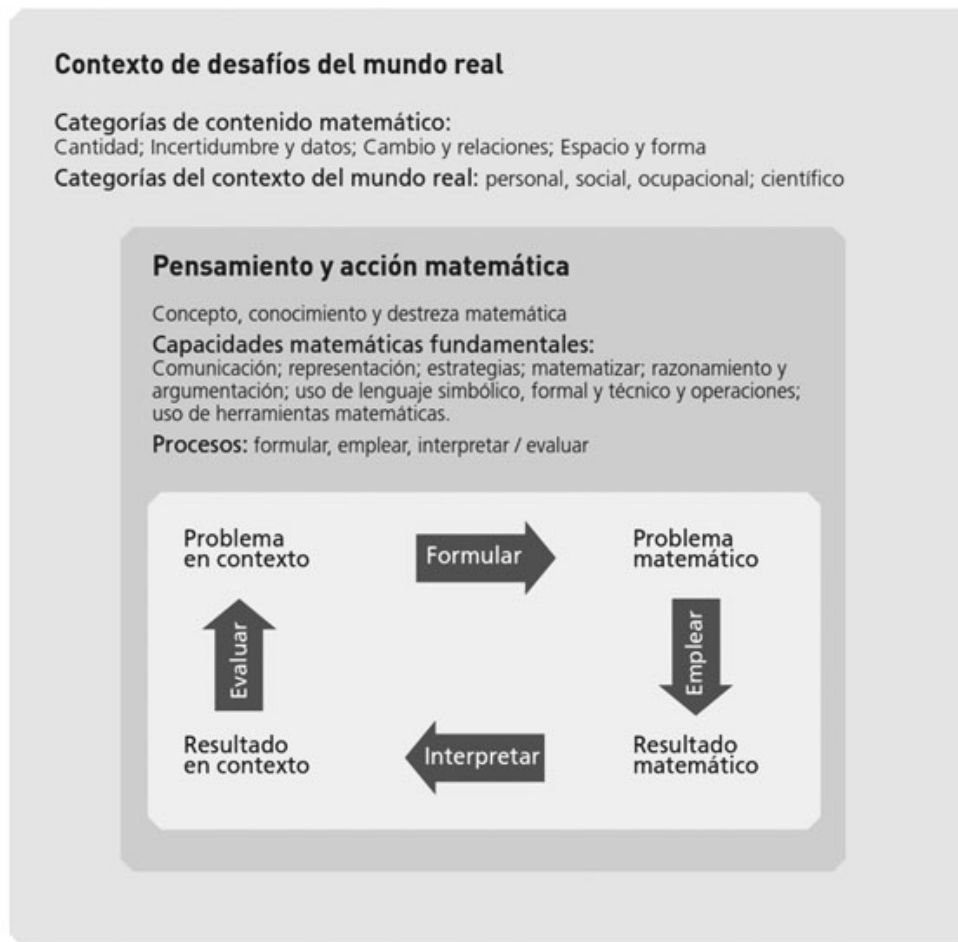 Contexto de desafíos del mundo real
Categorías de contenido matemático:
Cantidad; Incertidumbre y datos; Cambio y relaciones; Espacio y forma
Categorías del contexto del mundo real: personal, social, ocupacional; científico
Pensamiento y acción matemática
Concepto, conocimiento y destreza matemática
Capacidades matemáticas fundamentales:
Comunicación; representación; estrategias; matematizar; razonamiento y
argumentación; uso de lenguaje simbólico, formal y técnico y operaciones;
uso de herramientas matemáticas.
Procesos: formular, emplear, interpretar / evaluar
Problema
en contexto
Formular
Problema
matemático
Evaluar
Emplear
Resultado
en contexto
Interpretar
Resultado
matemático